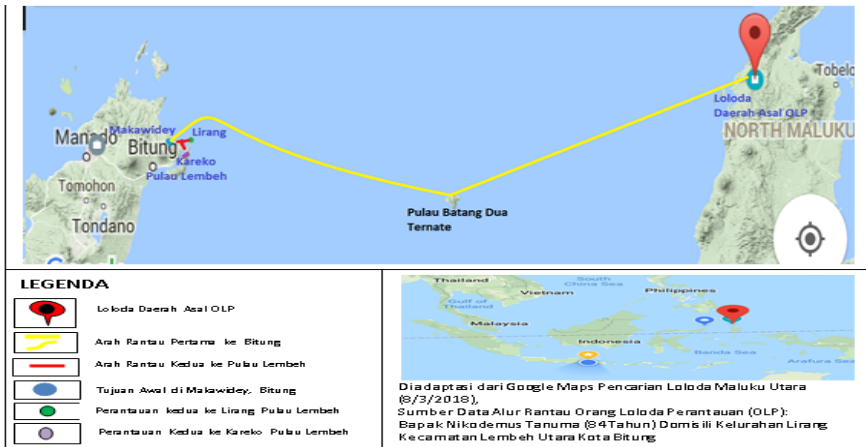 Tobelo
Loloda
Daerah Asal OLP
NORTH MALUKU
Makawidey
Lirang
Manado
Bitung
Kareko
Pulau Lembeh
Tomohon
Tondano
Pulau Batang Dua
Ternate
LEGENDA
Loloda Daerah Asal OLP
Arah Rantau Pertama ke Bitung
Arah Rantau Kedua ke Pulau Lembeh
Tujuan Awal di Makawidey, Bitung
Perantauan kedua ke Lirang Pulau Lembeh
Perantauan Kedua ke Kareko Pulau Lembeh
Thailand
South
China Sea
Vietnam
Philippines
Gulf of
Thailand
Malaysia
Indonesia
Banda Sea
Arafura Sea
Diadaptasi dari Google Maps Pencarian Loloda Maluku Utara
(8/3/2018),
Sumber Data Alur Rantau Orang Loloda Perantauan (OLP):
Bapak Nikodemus Tanuma (84Tahun) Domisili Kelurahan Lirang
Kecamatan Lembeh Utara Kota Bitung